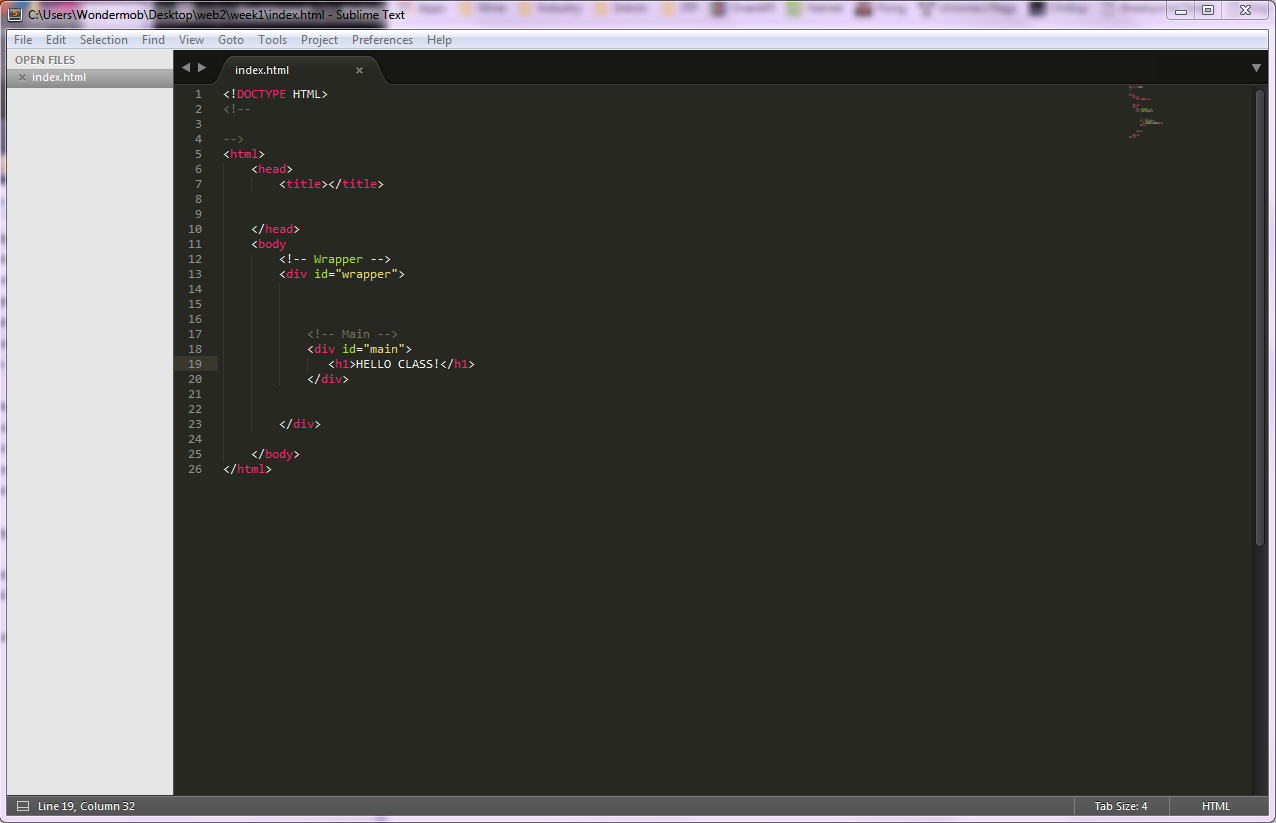 C:\Users\Wondermob\Desktop\web2\week1\index.html - Sublime Text
File Edit Selection Find View Goto Tools Project Preferences Help
OPEN FILES
index.html
index.html
1 <!DOCTYPE HTML>
2 <!--
3
4 -->
5 <html>
6 <head>
7 <title></title>
8
9
10 </head>
11 <body
12 <!-- Wrapper -->
13 <div id="wrapper">
14
15
16
17 <!-- Main -->
18 <div id="main">
19 <h1>HELLO CLASS!</h1>
20 </div>
21
22
23 </div>
24
25 </body>
26 </html>
Line 19, Column 32 Tab Size: 4 HTML